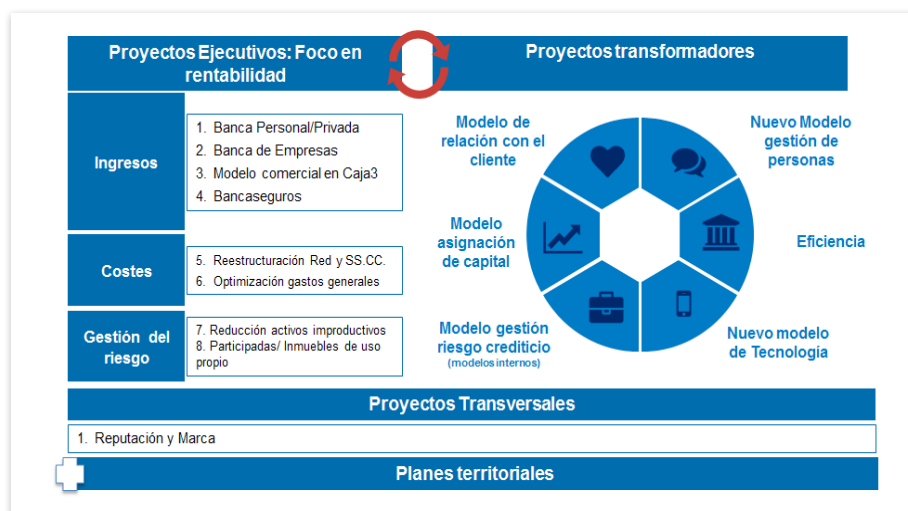 Proyectos Ejecutivos: Foco en
rentabilidad
Proyectos transformadores
Ingresos
1. Banca Personal/Privada
2. Banca de Empresas
3. Modelo comercial en Caja3
4. Bancaseguros
Costes
5. Reestructuración Red y SS.CC.
6. Optimización gastos generales
Gestión del
riesgo
7. Reducción activos improductivos
8. Participadas/ Inmuebles de uso
propio
Modelo de
relación con el
cliente
Nuevo Modelo
gestión de
personas
Modelo
asignación
de capital
Eficiencia
Modelo gestión
riesgo crediticio
(modelos internos)
Nuevo modelo
de Tecnología
Proyectos Transversales
1. Reputación y Marca
Planes territoriales